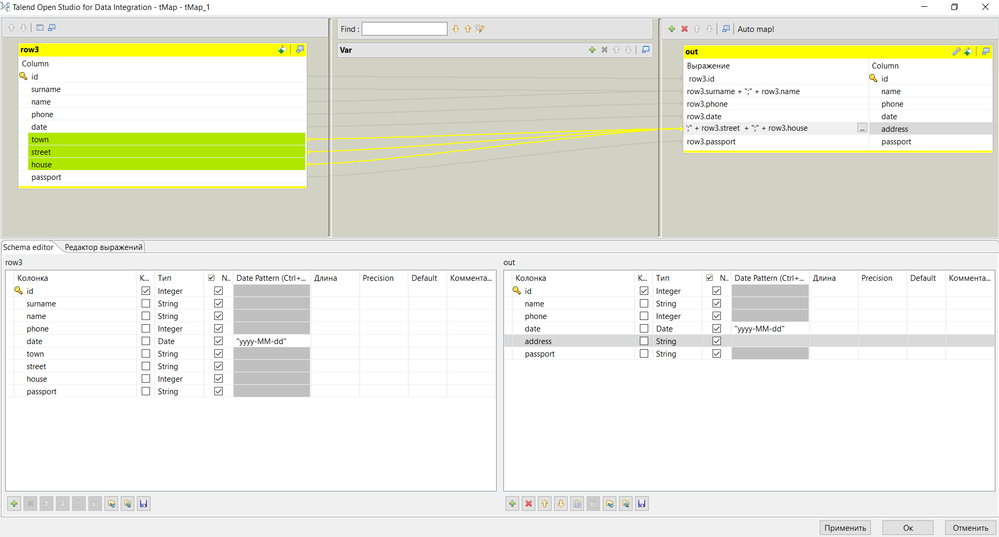 Talend Open Studio for Data Integration - tMap - tMap_1
Find :
Auto map!
row3
Column
id
surname
name
phone
date
town
street
house
passport
Var
out
Выражение Column
row3.id id
row3.surname + ";" + row3.name name
row3.phone phone
row3.date date
';" + row3.street + ";" + row3.house ... address
row3.passport passport
Schema editor Редактор выражений
row3
Колонка К... Тип N.. Date Pattern (Ctrl+... Длина Precision Default Коммента...
id Integer
surname String
name String
phone Integer
date Date "yyyy-MM-dd"
town String
street String
house Integer
passport String
out
Колонка К... Тип N.. Date Pattern (Ctrl+... Длина Precision Default Коммента...
id Integer
name String
phone Integer
date Date "yyyy-MM-dd"
address String
passport String
Применить Ок Отменить